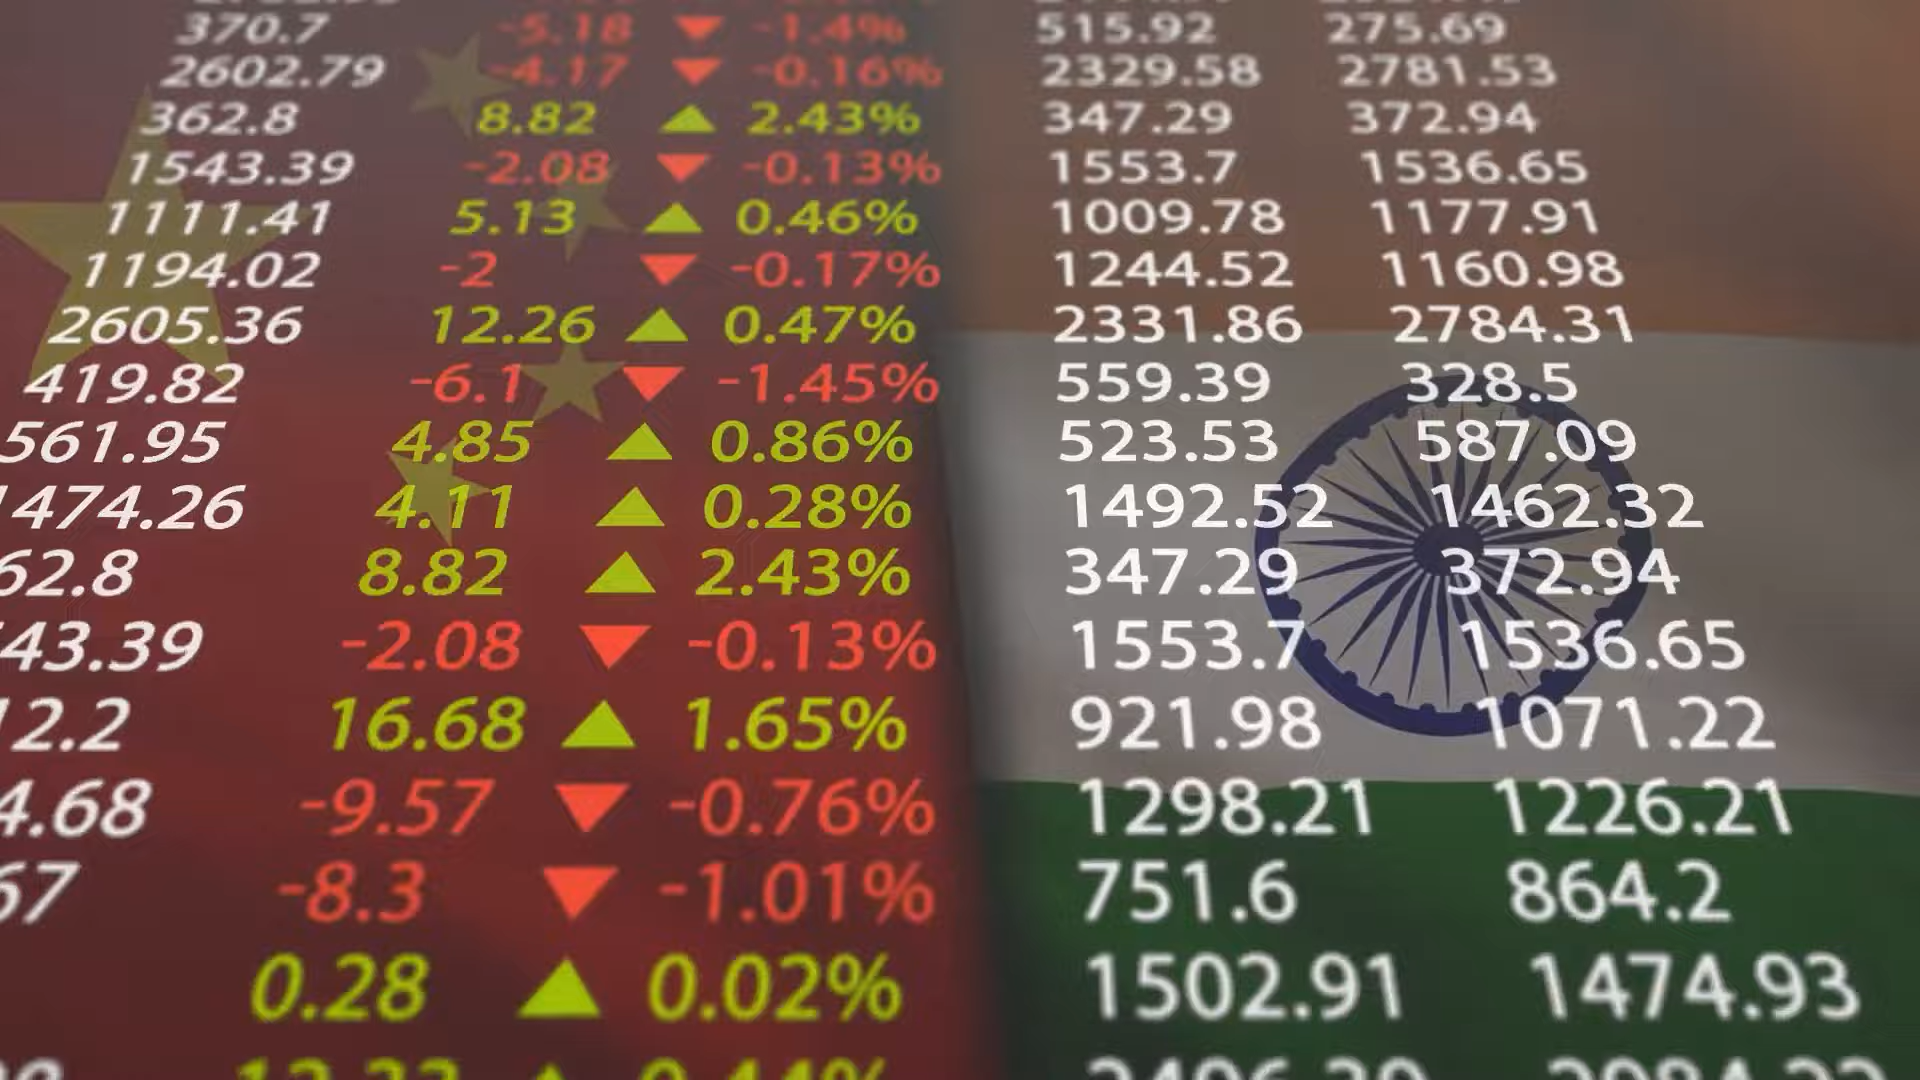 370.7 -5.18 ▼ -1.4% 515.92 275.69
2602.79 -4.17 ▼ -0.16% 2329.58 2781.53
362.8 8.82 ▲ 2.43% 347.29 372.94
1543.39 -2.08 ▼ -0.13% 1553.7 1536.65
1111.41 5.13 ▲ 0.46% 1009.78 1177.91
1194.02 -2 ▼ -0.17% 1244.52 1160.98
2605.36 12.26 ▲ 0.47% 2331.86 2784.31
419.82 -6.1 ▼ -1.45% 559.39 328.5
561.95 4.85 ▲ 0.86% 523.53 587.09
1474.26 4.11 ▲ 0.28% 1492.52 1462.32
62.8 8.82 ▲ 2.43% 347.29 372.94
43.39 -2.08 ▼ -0.13% 1553.7 1536.65
12.2 16.68 ▲ 1.65% 921.98 1071.22
4.68 -9.57 ▼ -0.76% 1298.21 1226.21
67 -8.3 ▼ -1.01% 751.6 864.2
0.28 ▲ 0.02% 1502.91 1474.93